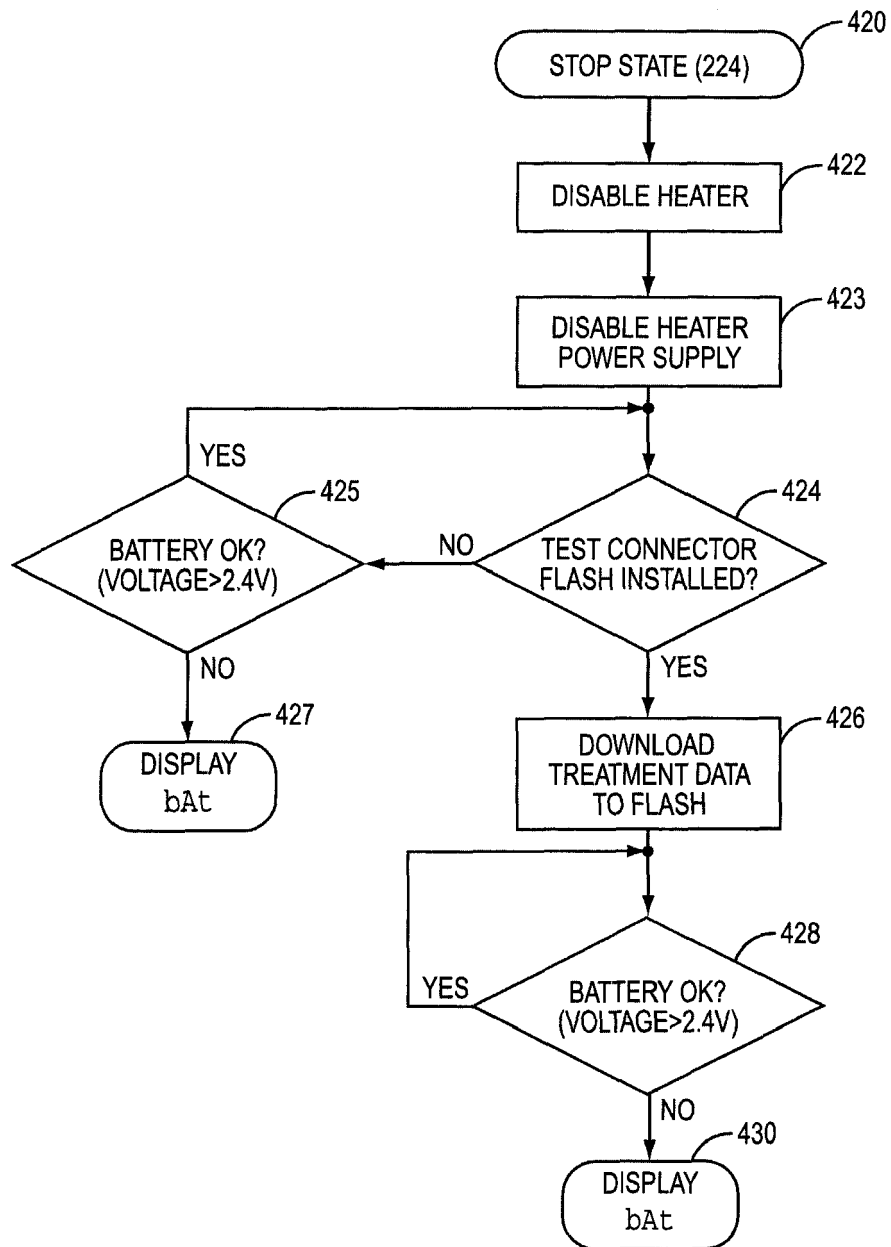 420
STOP STATE (224)
422
DISABLE HEATER
423
DISABLE HEATER
POWER SUPPLY
YES
425
424
BATTERY OK?
(VOLTAGE>2.4V)
NO
TEST CONNECTOR
FLASH INSTALLED?
NO
YES
427
426
DISPLAY
bAt
DOWNLOAD
TREATMENT DATA
TO FLASH
428
YES
BATTERY OK?
(VOLTAGE>2.4V)
NO
430
DISPLAY
bAt